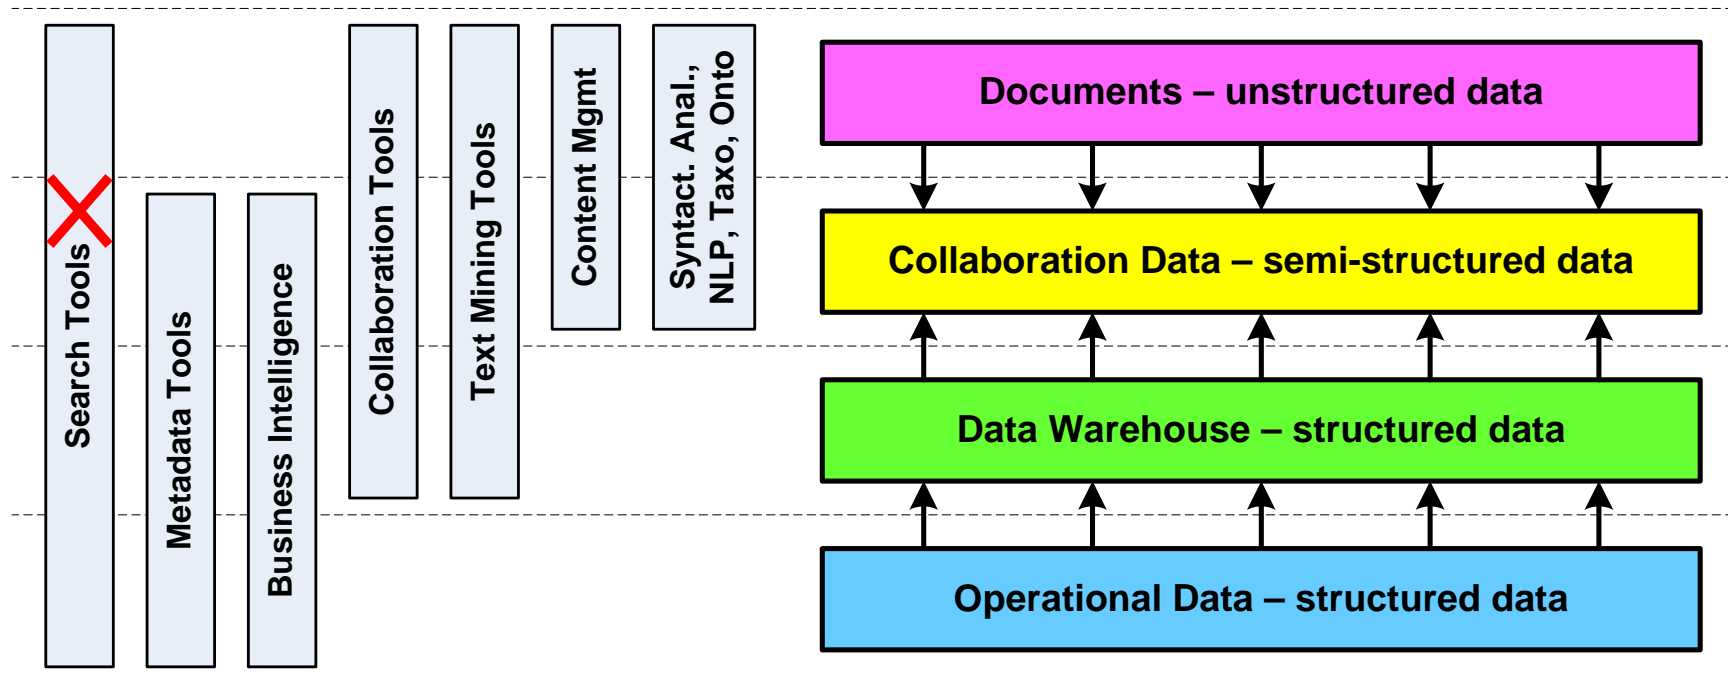 Search Tools
Metadata Tools
Business Intelligence
Collaboration Tools
Text Mining Tools
Content Mgmt
Syntact. Anal.,
NLP, Taxo, Onto
Documents – unstructured data
Collaboration Data – semi-structured data
Data Warehouse – structured data
Operational Data – structured data